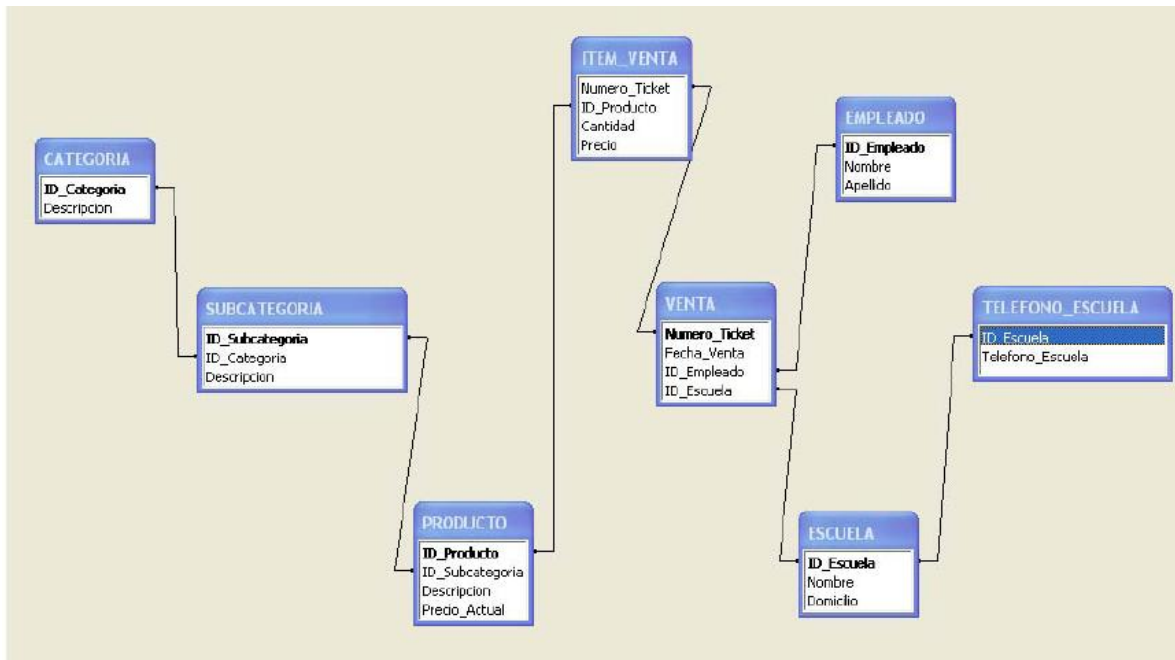 CATEGORIA
ID_Categoria
Descripcion
SUBCATEGORIA
ID_Subcategoria
ID_Categoria
Descripcion
PRODUCTO
ID_Producto
ID_Subcategoria
Descripcion
Precio_Actual
ITEM_VENTA
Numero_Ticket
ID_Producto
Cantidad
Precio
VENTA
Numero_Ticket
Fecha_Venta
ID_Empleado
ID_Escuela
EMPLEADO
ID_Empleado
Nombre
Apellido
ESCUELA
ID_Escuela
Nombre
Domicilio
TELEFONO_ESCUELA
ID_Escuela
Telefono_Escuela